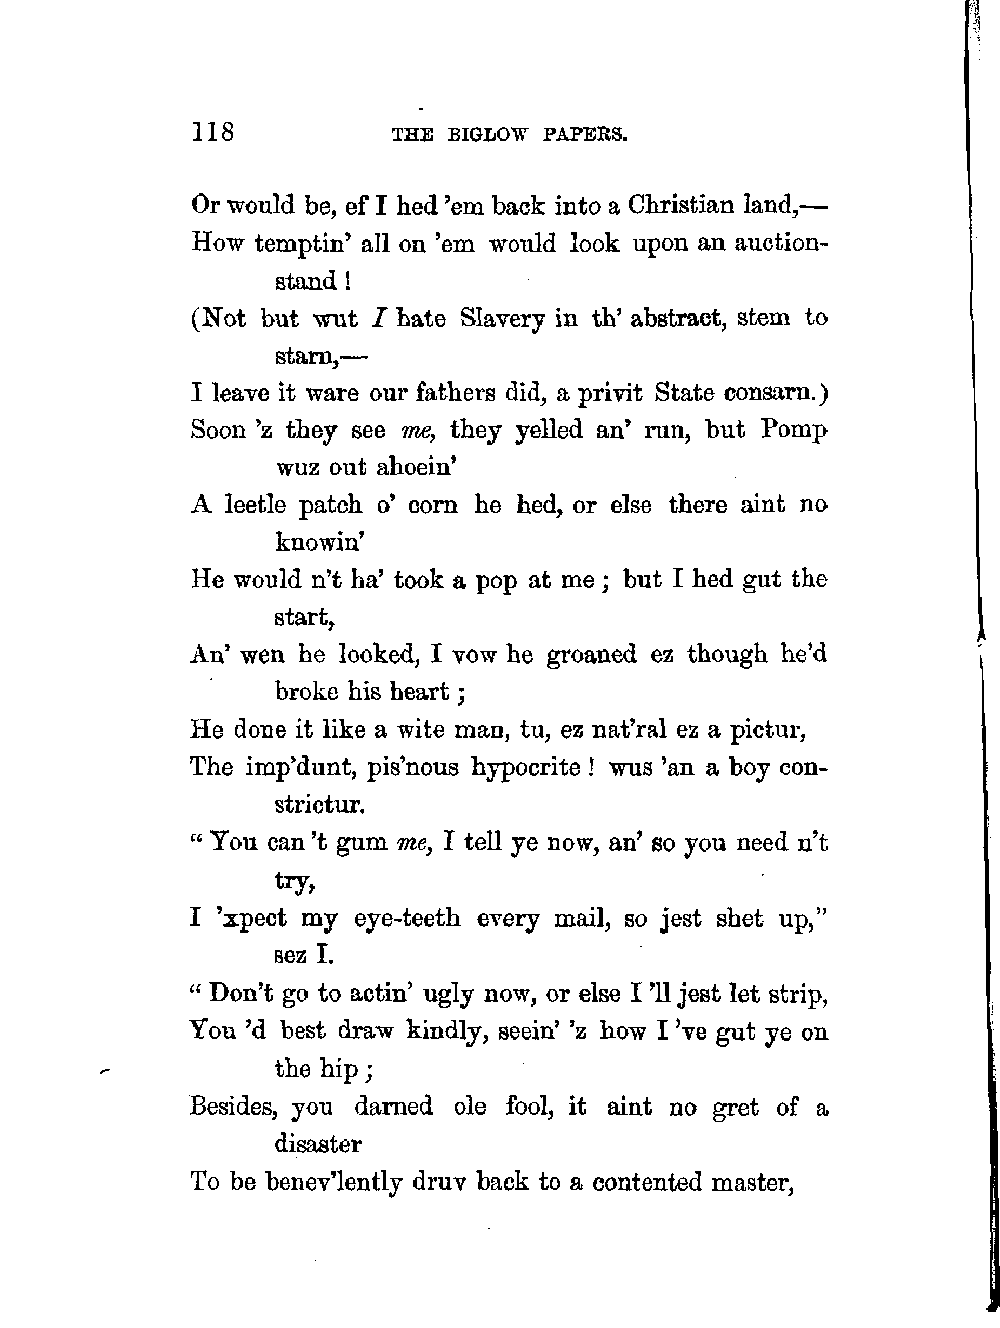 118 THE BIGLOW PAPERS.
Or would be, ef I hed 'em back into a Christian land,—
How temptin' all on 'em would look upon an auction-
stand !
(Not but wut I hate Slavery in th' abstract, stem to
starn,—
I leave it ware our fathers did, a privit State consarn.)
Soon 'z they see me, they yelled an' run, but Pomp
wuz out ahoein'
A leetle patch o' corn he hed, or else there aint no
knowin'
He would n't ha' took a pop at me ; but I hed gut the
start,
An' wen he looked, I vow he groaned ez though he'd
broke his heart ;
He done it like a wite man, tu, ez nat'ral ez a pictur,
The imp'dunt, pis'nous hypocrite ! wus 'an a boy con-
strictur.
“ You can 't gum me, I tell ye now, an' so you need n't
try,
I 'xpect my eye-teeth every mail, so jest shet up,”
sez I.
“ Don't go to actin' ugly now, or else I 'll jest let strip,
You 'd best draw kindly, seein' 'z how I 've gut ye on
the hip ;
Besides, you darned ole fool, it aint no gret of a
disaster
To be benev'lently druv back to a contented master,